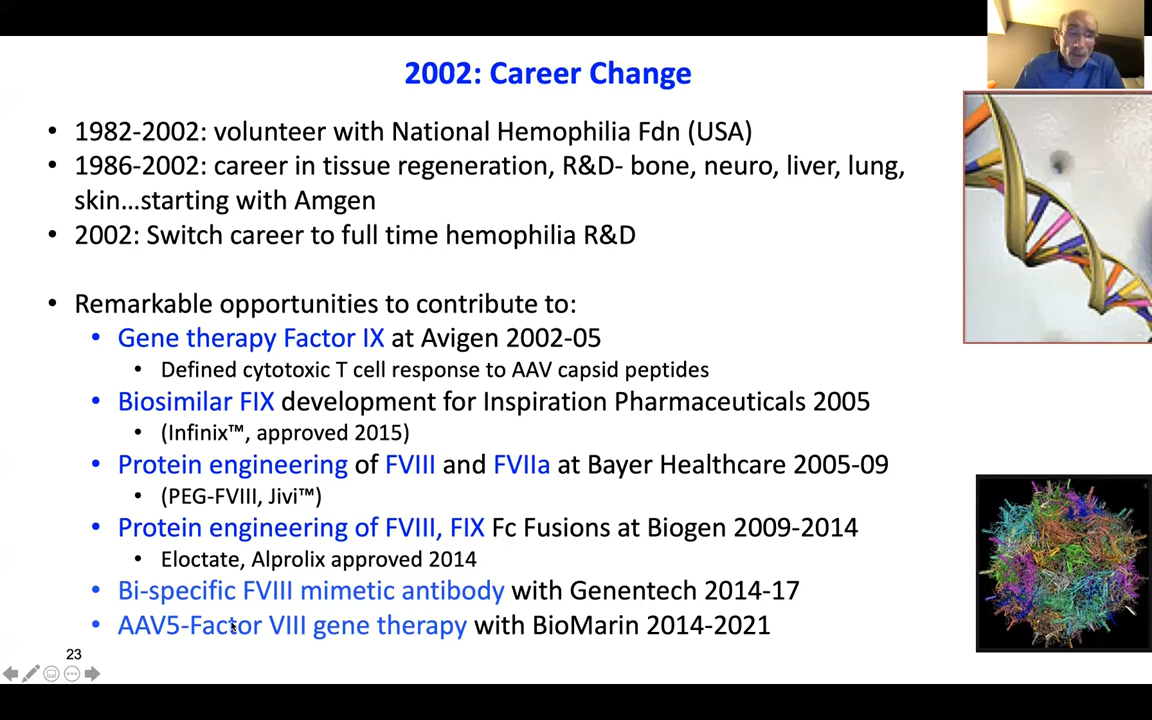 2002: Career Change
• 1982-2002: volunteer with National Hemophilia Fdn (USA)
• 1986-2002: career in tissue regeneration, R&D- bone, neuro, liver, lung,
skin…starting with Amgen
• 2002: Switch career to full time hemophilia R&D
• Remarkable opportunities to contribute to:
• Gene therapy Factor IX at Avigen 2002-05
• Defined cytotoxic T cell response to AAV capsid peptides
• Biosimilar FIX development for Inspiration Pharmaceuticals 2005
• (Infinix™, approved 2015)
• Protein engineering of FVIII and FVIIa at Bayer Healthcare 2005-09
• (PEG-FVIII, Jivi™)
• Protein engineering of FVIII, FIX Fc Fusions at Biogen 2009-2014
• Eloctate, Alprolix approved 2014
• Bi-specific FVIII mimetic antibody with Genentech 2014-17
• AAV5-Factor VIII gene therapy with BioMarin 2014-2021
23